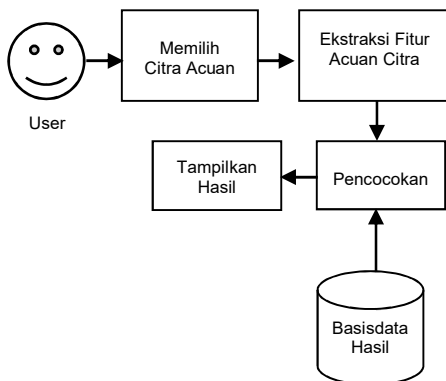 Memilih
Citra Acuan
Ekstraksi Fitur
Acuan Citra
User
Tampilkan
Hasil
Pencocokan
Basisdata
Hasil